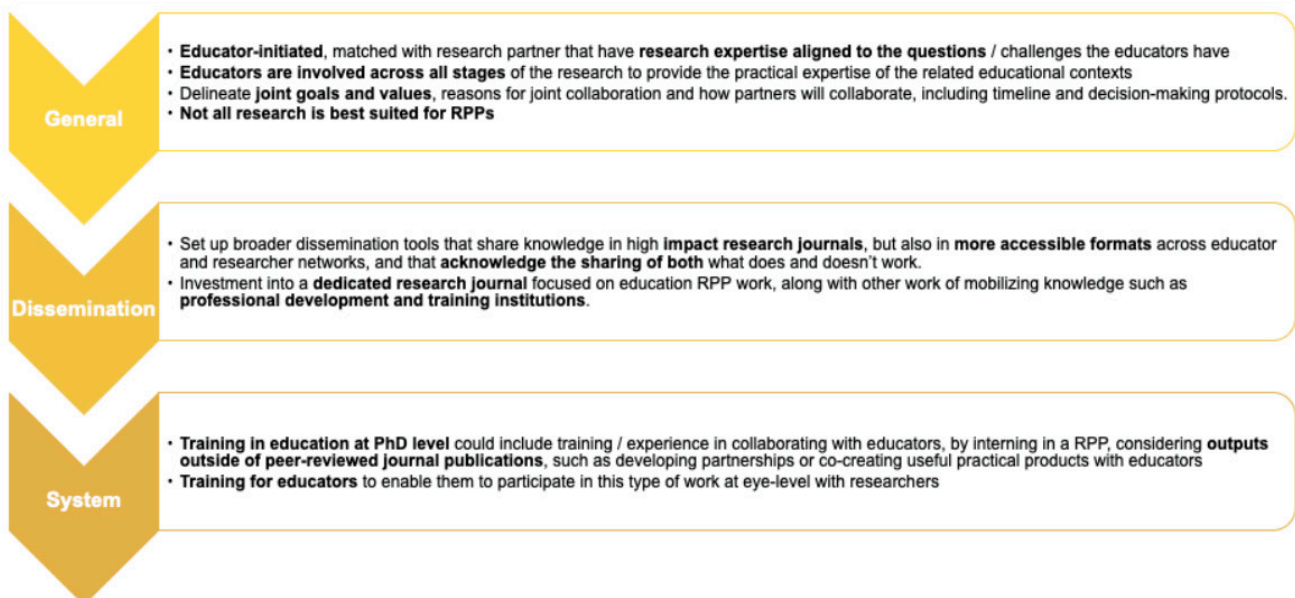 General
• Educator-initiated, matched with research partner that have research expertise aligned to the questions / challenges the educators have
• Educators are involved across all stages of the research to provide the practical expertise of the related educational contexts
• Delineate joint goals and values, reasons for joint collaboration and how partners will collaborate, including timeline and decision-making protocols.
• Not all research is best suited for RPPs
Dissemination
• Set up broader dissemination tools that share knowledge in high impact research journals, but also in more accessible formats across educator
and researcher networks, and that acknowledge the sharing of both what does and doesn't work.
• Investment into a dedicated research journal focused on education RPP work, along with other work of mobilizing knowledge such as
professional development and training institutions.
System
• Training in education at PhD level could include training / experience in collaborating with educators, by interning in a RPP, considering outputs
outside of peer-reviewed journal publications, such as developing partnerships or co-creating useful practical products with educators
• Training for educators to enable them to participate in this type of work at eye-level with researchers